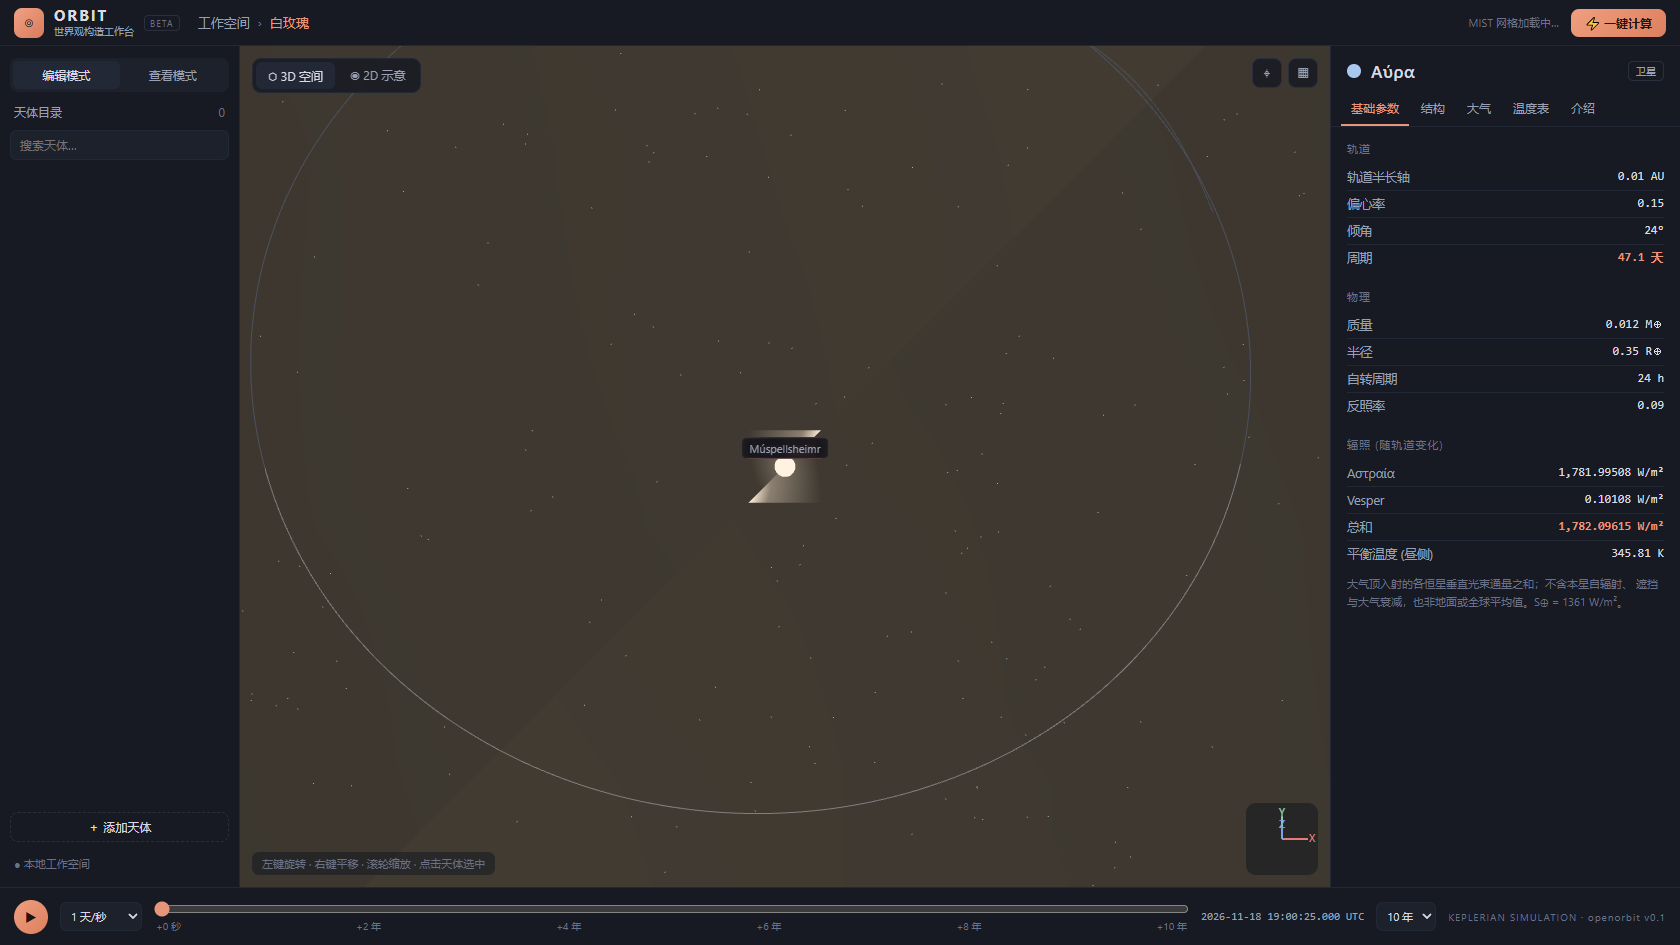 ORBIT
世界观构造工作台
BETA
工作空间 › 白玫瑰
MIST 网格加载中...
⚡ 一键计算
编辑模式
查看模式
天体目录
0
搜索天体...
+ 添加天体
● 本地工作空间
3D 空间
2D 示意
Múspellsheimr
左键旋转 · 右键平移 · 滚轮缩放 · 点击天体选中
Y
Z
X
Αύρα
卫星
基础参数
结构
大气
温度表
介绍
轨道
轨道半长轴 0.01 AU
偏心率 0.15
倾角 24°
周期 47.1 天
物理
质量 0.012 M⊕
半径 0.35 R⊕
自转周期 24 h
反照率 0.09
辐照 (随轨道变化)
Αστραία 1,781.99508 W/m²
Vesper 0.10108 W/m²
总和 1,782.09615 W/m²
平衡温度 (昼侧) 345.81 K
大气顶入射的各恒星垂直光束通量之和；不含本星自辐射、遮挡
与大气衰减，也非地面或全球平均值。S⊕ = 1361 W/m²。
1 天/秒
+0 秒
+2 年
+4 年
+6 年
+8 年
+10 年
2026-11-18 19:00:25.000 UTC
10 年
KEPLERIAN SIMULATION · openorbit v0.1